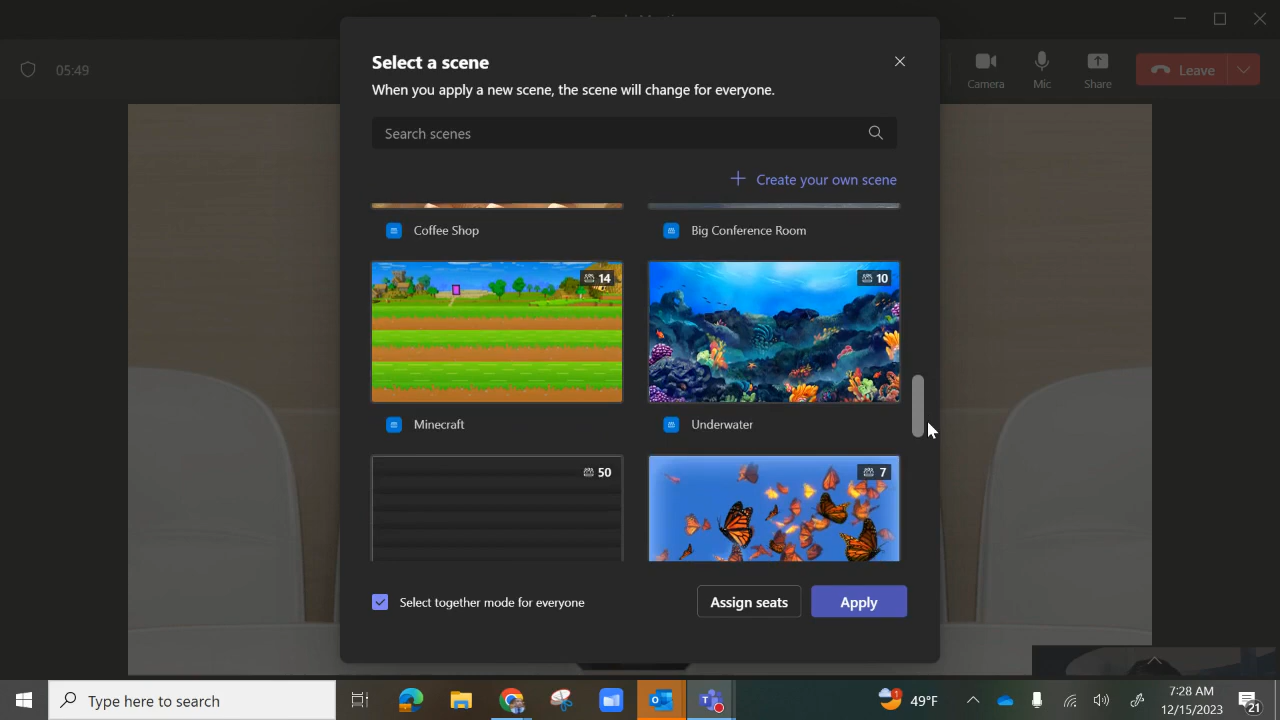 05:49
Camera
Mic
Share
Leave
Select a scene
When you apply a new scene, the scene will change for everyone.
Search scenes
Create your own scene
Coffee Shop
Big Conference Room
14
10
Minecraft
Underwater
50
7
Select together mode for everyone
Assign seats
Apply
Type here to search
1
49°F
7:28 AM
12/15/2023
21